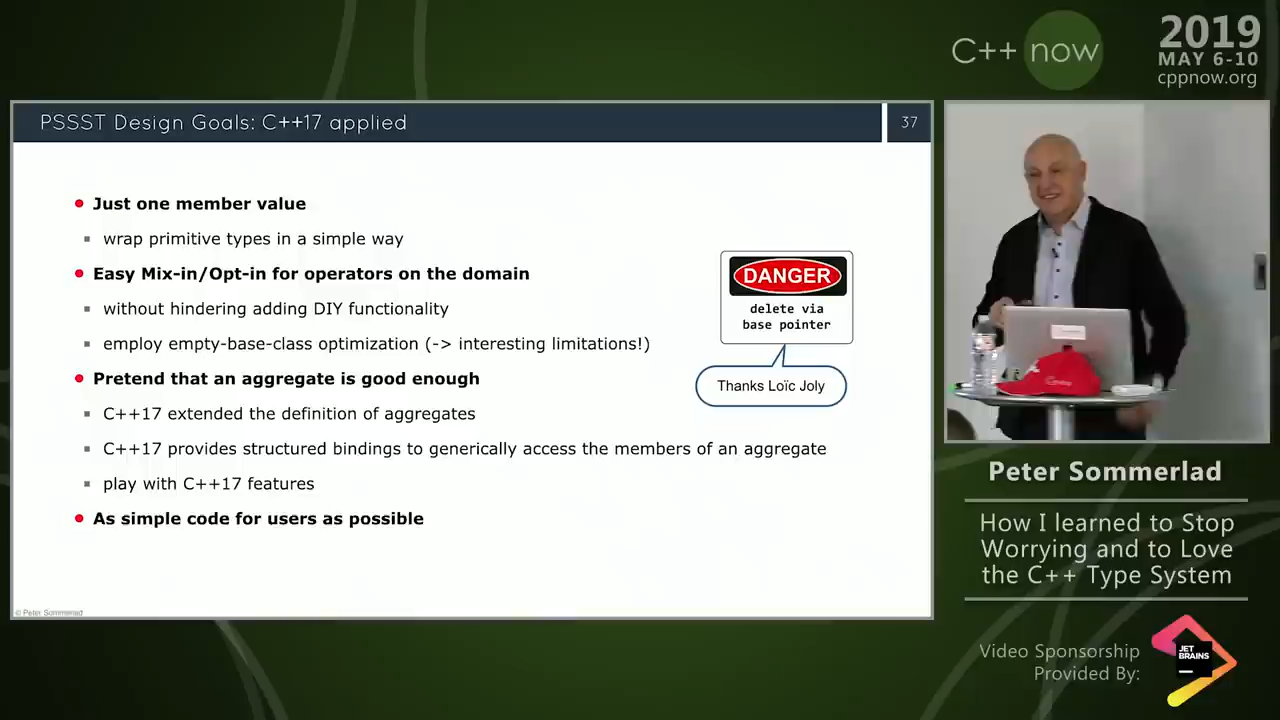 C++ now
2019
MAY 6-10
cppnow.org
PSSST Design Goals: C++17 applied
37
Just one member value
wrap primitive types in a simple way
Easy Mix-in/Opt-in for operators on the domain
without hindering adding DIY functionality
employ empty-base-class optimization (-> interesting limitations!)
Pretend that an aggregate is good enough
C++17 extended the definition of aggregates
C++17 provides structured bindings to generically access the members of an aggregate
play with C++17 features
As simple code for users as possible
DANGER
delete via
base pointer
Thanks Loïc Joly
© Peter Sommerlad
Peter Sommerlad
How I learned to Stop
Worrying and to Love
the C++ Type System
Video Sponsorship
Provided By:
JET
BRAINS